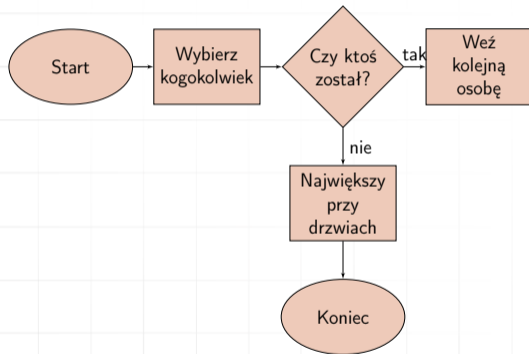 Start
Wybierz
kogokolwiek
Czy ktoś
został?
tak
Weź
kolejną
osobę
nie
Największy
przy
drzwiach
Koniec